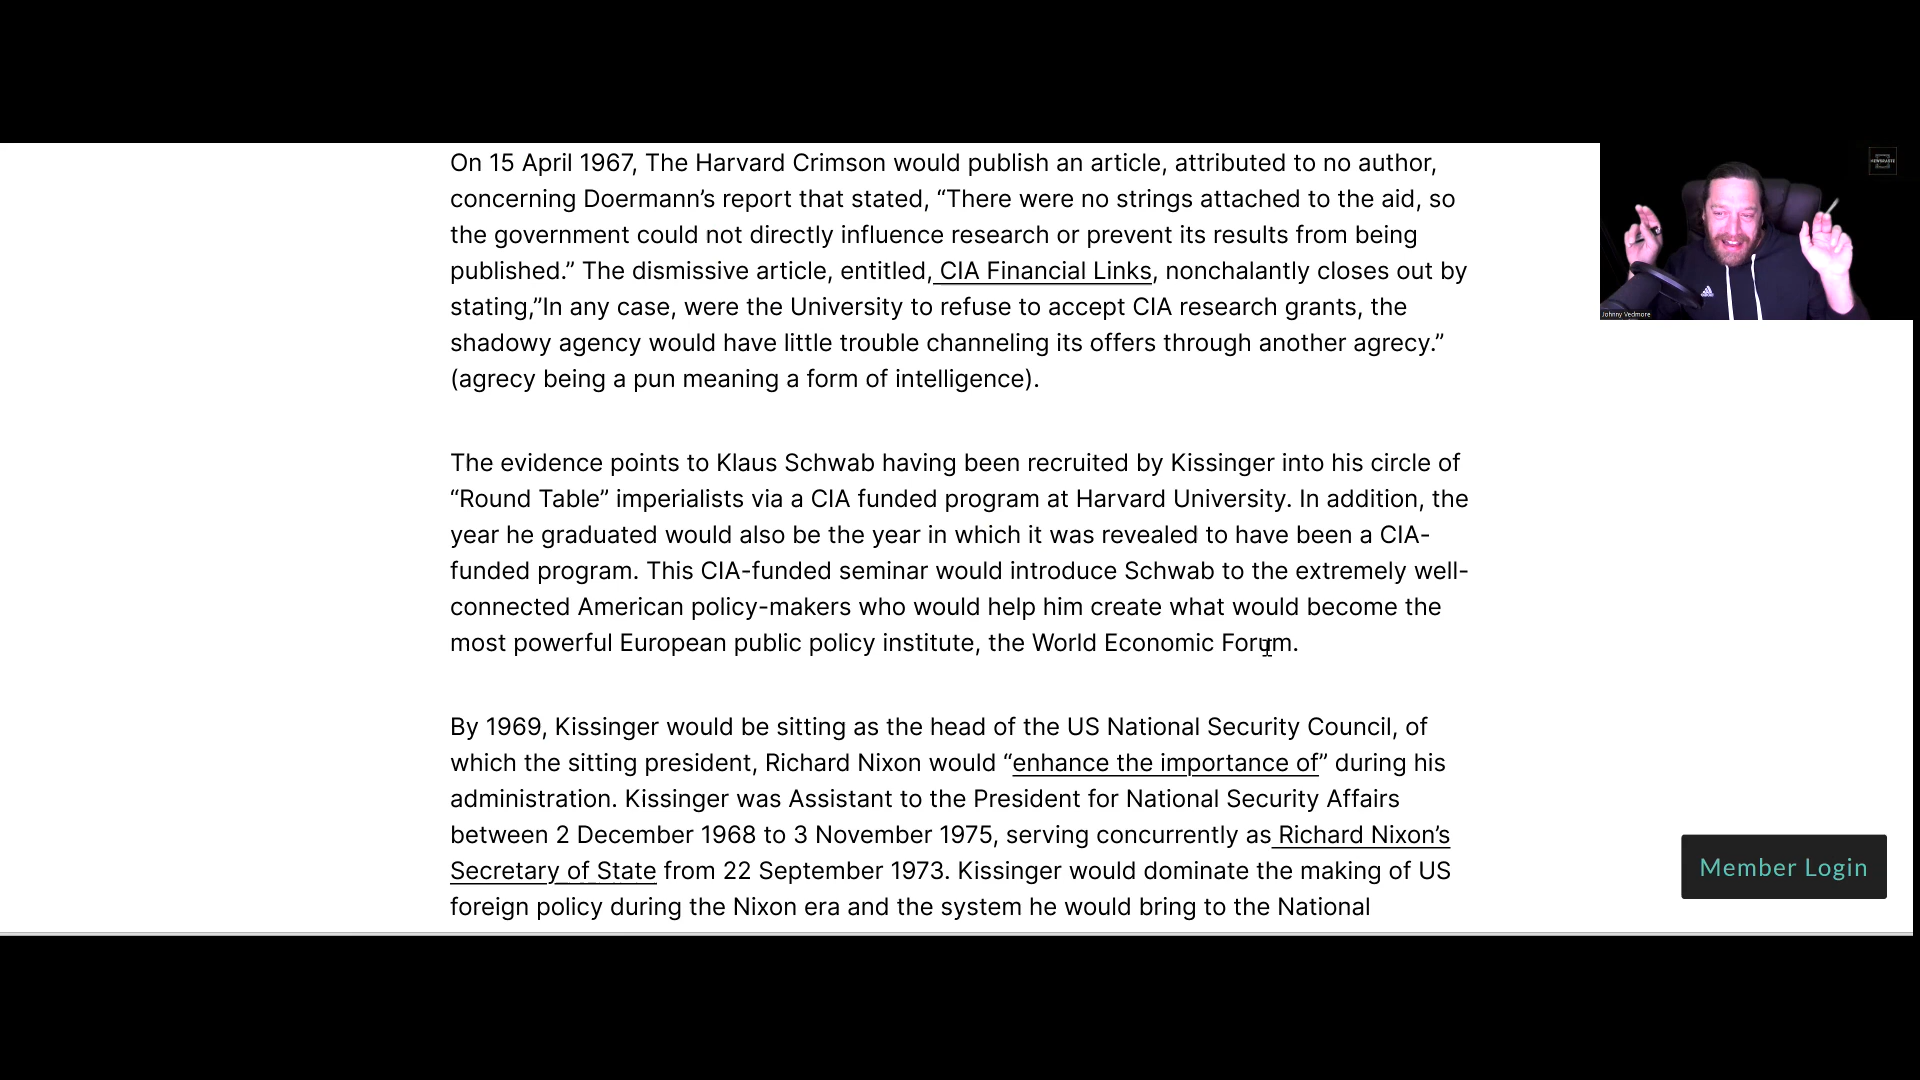 On 15 April 1967, The Harvard Crimson would publish an article, attributed to no author,
concerning Doermann’s report that stated, “There were no strings attached to the aid, so
the government could not directly influence research or prevent its results from being
published.” The dismissive article, entitled, CIA Financial Links, nonchalantly closes out by
stating,”In any case, were the University to refuse to accept CIA research grants, the
shadowy agency would have little trouble channeling its offers through another agrecy.”
(agrecy being a pun meaning a form of intelligence).
The evidence points to Klaus Schwab having been recruited by Kissinger into his circle of
“Round Table” imperialists via a CIA funded program at Harvard University. In addition, the
year he graduated would also be the year in which it was revealed to have been a CIA-
funded program. This CIA-funded seminar would introduce Schwab to the extremely well-
connected American policy-makers who would help him create what would become the
most powerful European public policy institute, the World Economic Forum.
By 1969, Kissinger would be sitting as the head of the US National Security Council, of
which the sitting president, Richard Nixon would “enhance the importance of” during his
administration. Kissinger was Assistant to the President for National Security Affairs
between 2 December 1968 to 3 November 1975, serving concurrently as Richard Nixon’s
Secretary of State from 22 September 1973. Kissinger would dominate the making of US
foreign policy during the Nixon era and the system he would bring to the National
Johnny Vedmore
Member Login